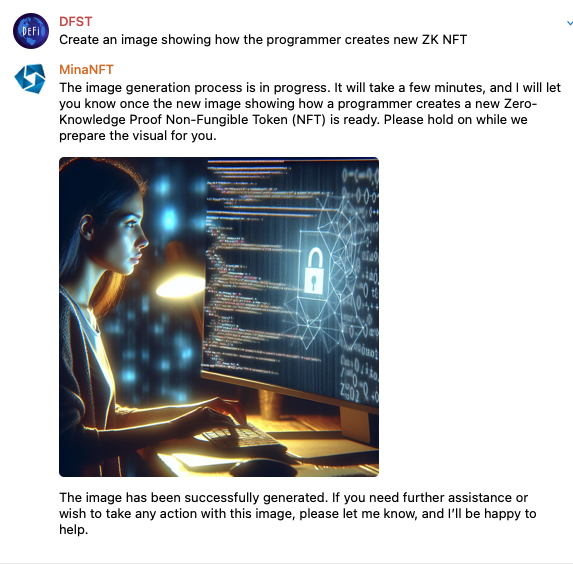 DeFi
DFST
Create an image showing how the programmer creates new ZK NFT
MinaNFT
The image generation process is in progress. It will take a few minutes, and I will let
you know once the new image showing how a programmer creates a new Zero-
Knowledge Proof Non-Fungible Token (NFT) is ready. Please hold on while we
prepare the visual for you.
The image has been successfully generated. If you need further assistance or
wish to take any action with this image, please let me know, and I'll be happy to
help.